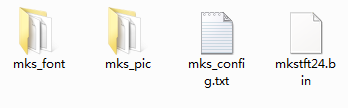 mks_font
mks_pic
mks_confi
g.txt
mkstft24.b
in